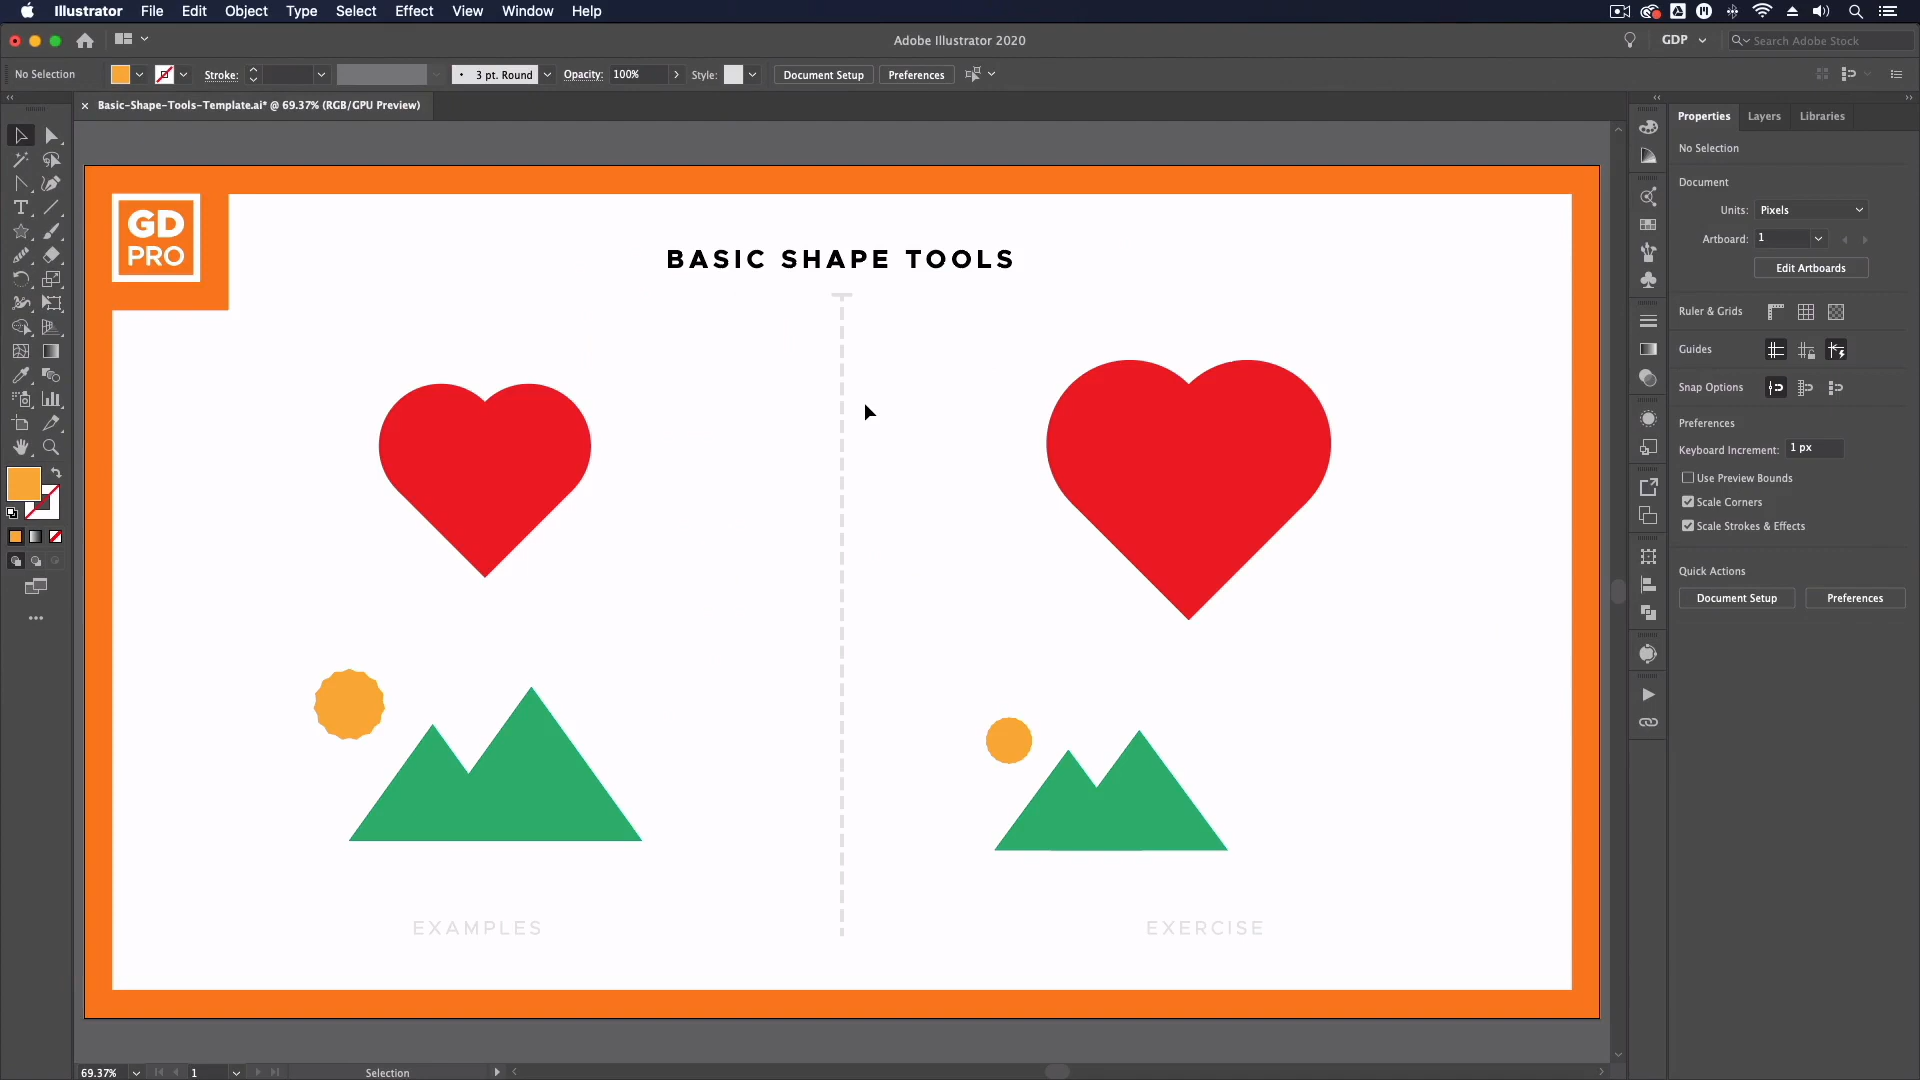 Illustrator File Edit Object Type Select Effect View Window Help
Adobe Illustrator 2020
GDP
Search Adobe Stock
No Selection
Stroke:
3 pt. Round
Opacity: 100%
Style:
Document Setup
Preferences
Basic-Shape-Tools-Template.ai* @ 69.37% (RGB/GPU Preview)
GD
PRO
BASIC SHAPE TOOLS
EXAMPLES
EXERCISE
Properties Layers Libraries
No Selection
Document
Units: Pixels
Artboard: 1
Edit Artboards
Ruler & Grids
Guides
Snap Options
Preferences
Keyboard Increment: 1 px
Use Preview Bounds
Scale Corners
Scale Strokes & Effects
Quick Actions
Document Setup
Preferences
69.37%
1
Selection